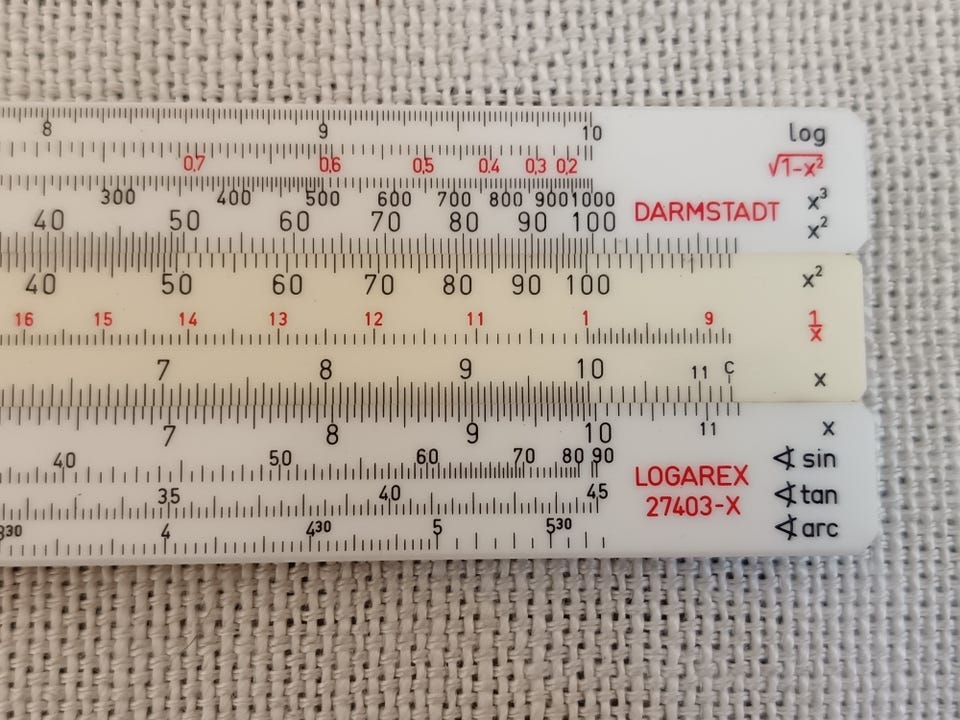 8 9 10 log
0,7 0,6 0,5 0,4 0,3 0,2 √1-x²
300 400 500 600 700 800 900 1000 x³
40 50 60 70 80 90 100 DARMSTADT x²
40 50 60 70 80 90 100 x²
16 15 14 13 12 11 1 9 1/x
7 8 9 10 11 C x
7 8 9 10 11 x
40 50 60 70 80 90 ∢ sin
LOGAREX
35 40 45 ∢ tan
27403-X
30 4 4³⁰ 5 5³⁰ ∢ arc